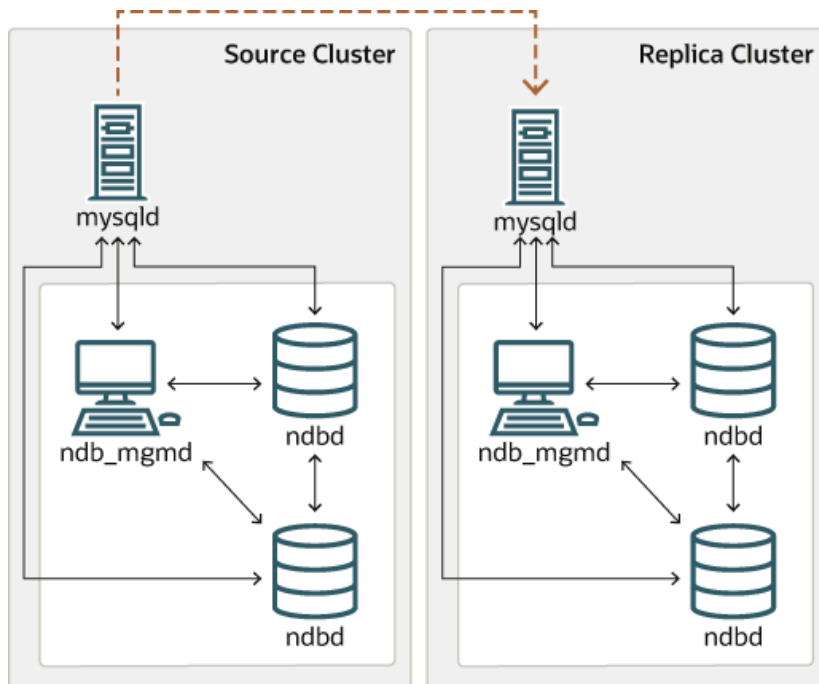 Source Cluster
Replica Cluster
mysqld
mysqld
ndbd
ndbd
ndb_mgmd
ndb_mgmd
ndbd
ndbd